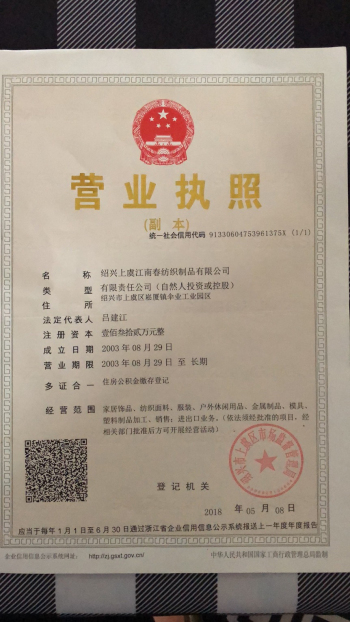 营业执照
(副 本)
统一社会信用代码 91330604753961375A (1/1)
名 称 绍兴上虞江南春纺织制品有限公司
类 型 有限责任公司（自然人投资或控股）
住 所 绍兴市上虞区崧厦镇伞业工业园区
法定代表人 吕建江
注册资本 壹佰叁拾贰万元整
成立日期 2003年08月29日
营业期限 2003年08月29日 至 长期
多证合一 住房公积金缴存登记
经营范围 家居饰品、纺织面料、服装、户外休闲用品、金属制品、模具、
塑料制品加工、销售；进出口业务。（依法须经批准的项目，经
相关部门批准后方可开展经营活动）
登记机关
2018 年 05 月 08 日
应当于每年1月1日至6月30日通过浙江省企业信用信息公示系统报送上一年度年度报告
企业信用信息公示系统网址： http://zj.gsxt.gov.cn/ 中华人民共和国国家工商行政管理总局监制